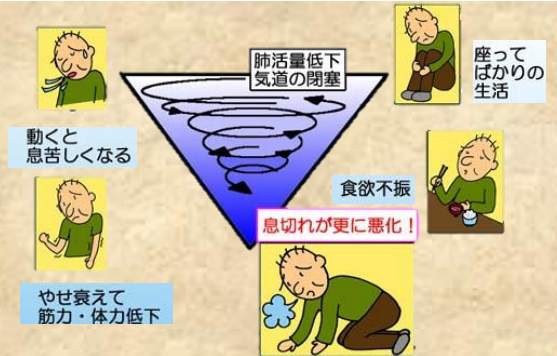 肺活量低下
気道の閉塞
座って
ばかりの
生活
動くと
息苦しくなる
食欲不振
息切れが更に悪化！
やせ衰えて
筋力・体力低下